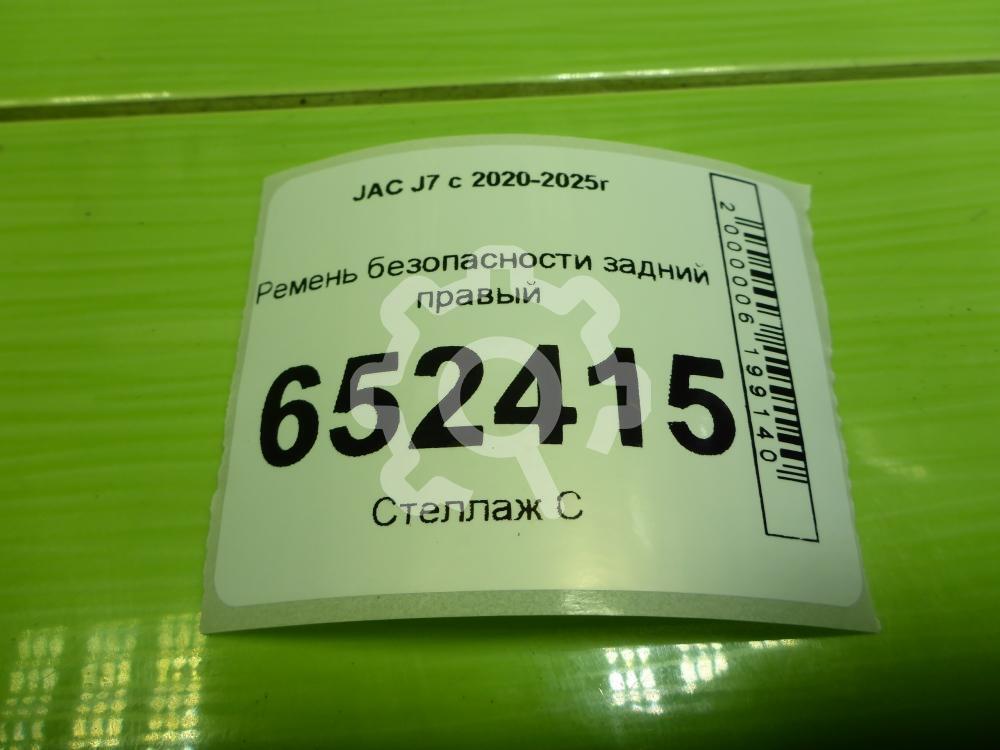 JAC J7 с 2020-2025г
Ремень безопасности задний
правый
652415
Стеллаж С
2000006199140